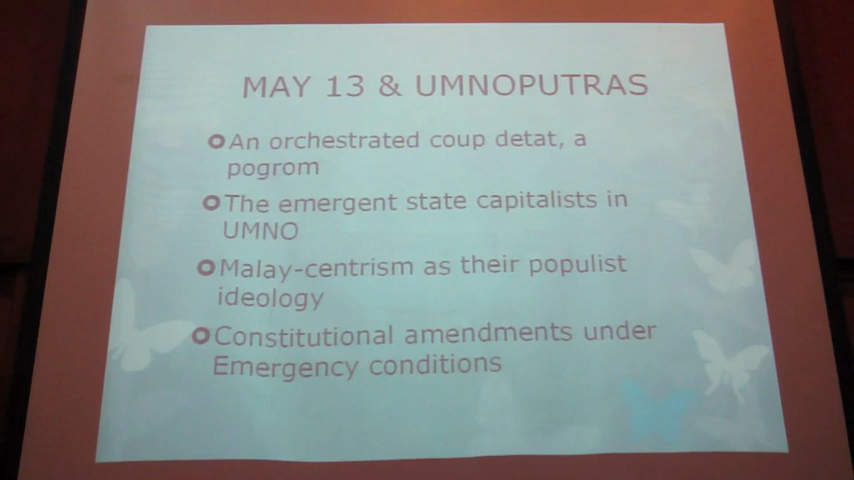 MAY 13 & UMNOPUTRAS
An orchestrated coup detat, a
pogrom
The emergent state capitalists in
UMNO
Malay-centrism as their populist
ideology
Constitutional amendments under
Emergency conditions